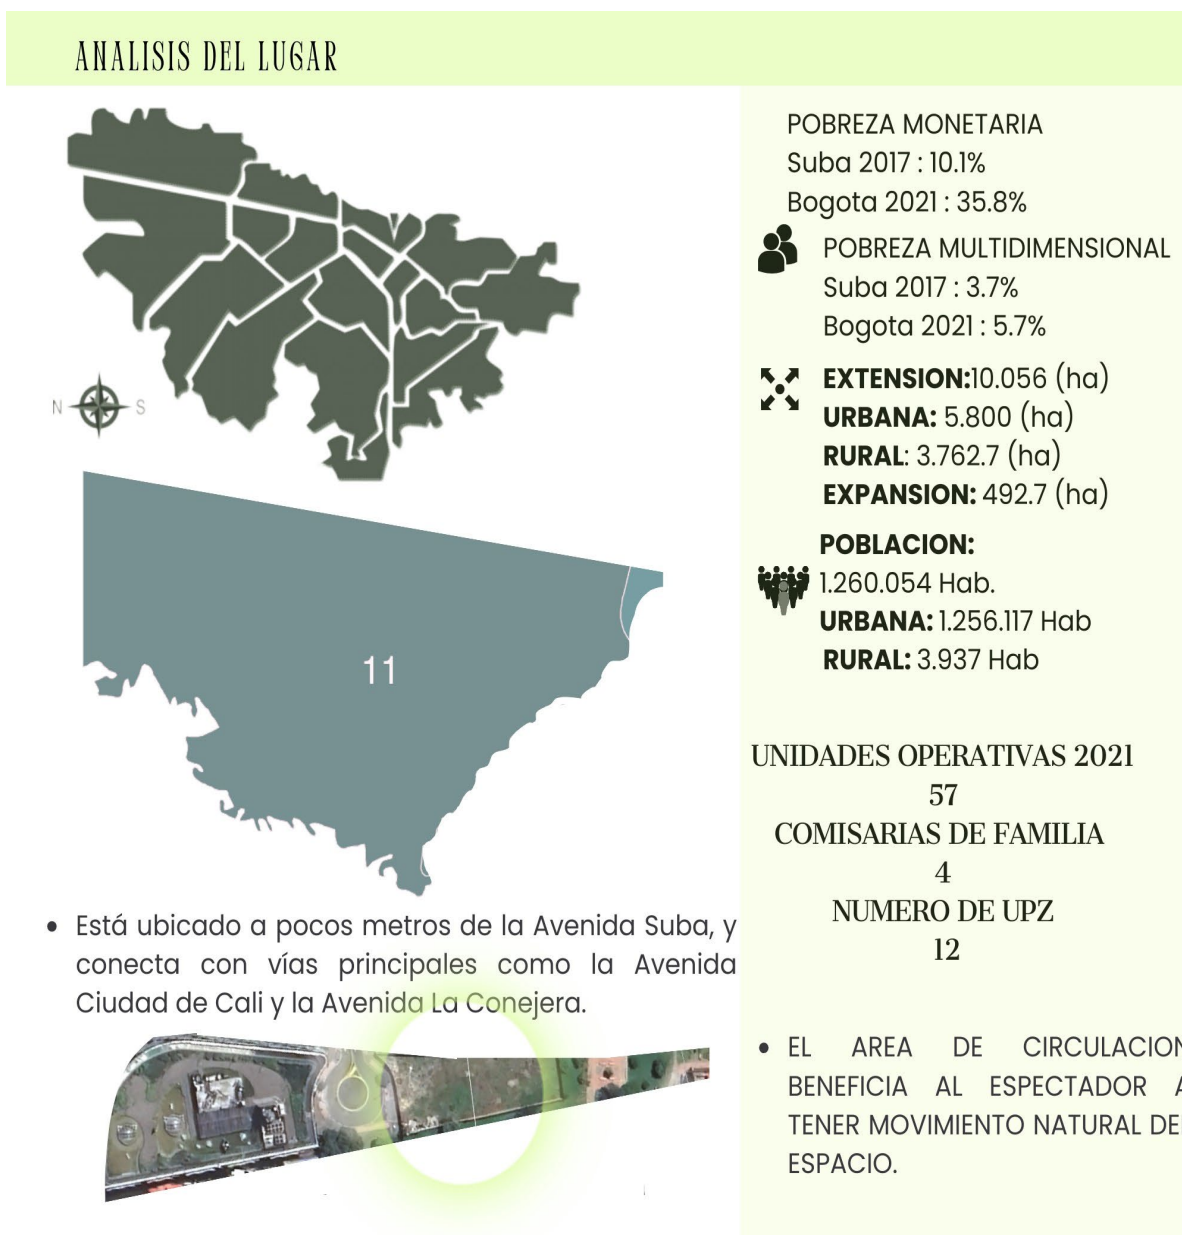 ANALISIS DEL LUGAR
N
S
11
Está ubicado a pocos metros de la Avenida Suba, y
conecta con vías principales como la Avenida
Ciudad de Cali y la Avenida La Conejera.
POBREZA MONETARIA
Suba 2017 : 10.1%
Bogota 2021 : 35.8%
POBREZA MULTIDIMENSIONAL
Suba 2017 : 3.7%
Bogota 2021 : 5.7%
EXTENSION:10.056 (ha)
URBANA: 5.800 (ha)
RURAL: 3.762.7 (ha)
EXPANSION: 492.7 (ha)
POBLACION:
1.260.054 Hab.
URBANA: 1.256.117 Hab
RURAL: 3.937 Hab
UNIDADES OPERATIVAS 2021
57
COMISARIAS DE FAMILIA
4
NUMERO DE UPZ
12
EL AREA DE CIRCULACION
BENEFICIA AL ESPECTADOR A
TENER MOVIMIENTO NATURAL DEL
ESPACIO.